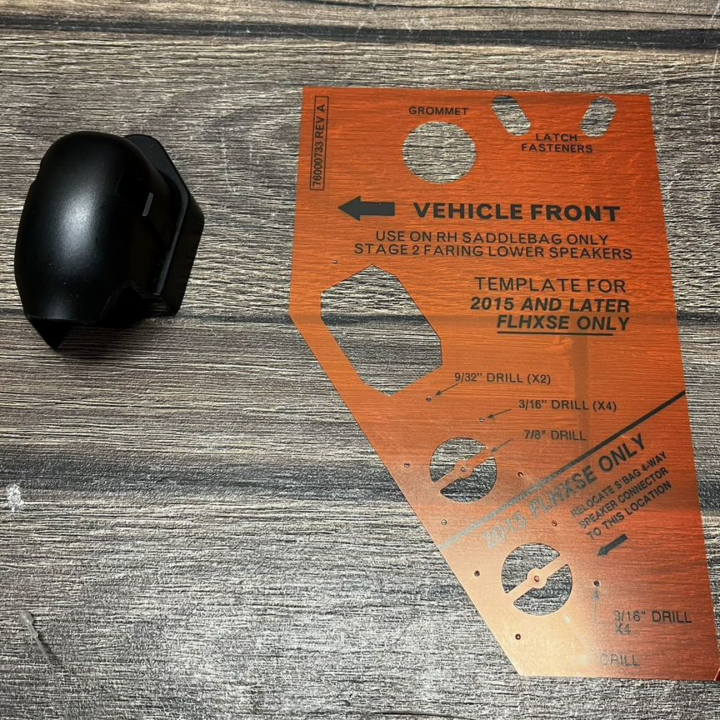 76000733 REV A
GROMMET
LATCH
FASTENERS
VEHICLE FRONT
USE ON RH SADDLEBAG ONLY
STAGE 2 FARING LOWER SPEAKERS
TEMPLATE FOR
2015 AND LATER
FLHXSE ONLY
9/32" DRILL (X2)
3/16" DRILL (X4)
7/8" DRILL
FLHXSE ONLY
RELOCATE S'BAG 4-WAY
SPEAKER CONNECTOR
TO THIS LOCATION
3/16" DRILL
X4
DRILL